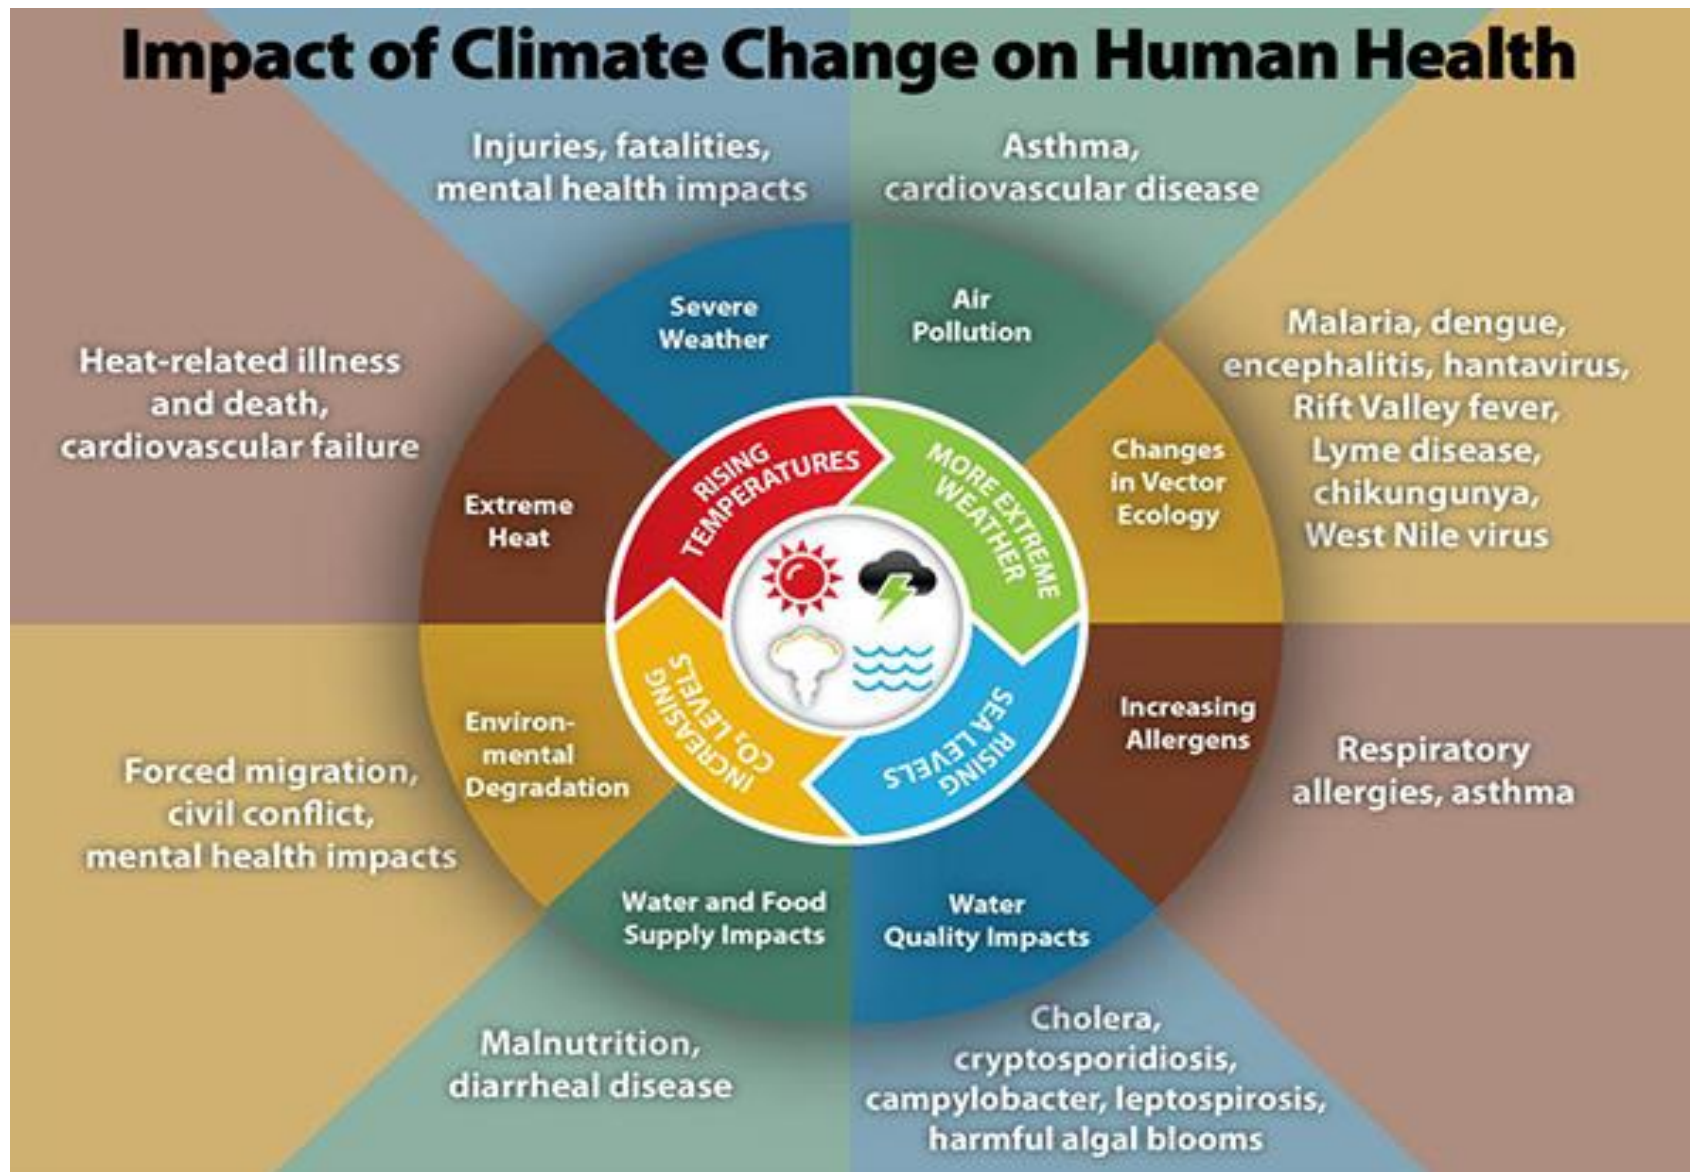 Impact of Climate Change on Human Health
Injuries, fatalities,
mental health impacts
Asthma,
cardiovascular disease
Severe
Weather
Air
Pollution
Heat-related illness
and death,
cardiovascular failure
Malaria, dengue,
encephalitis, hantavirus,
Rift Valley fever,
Lyme disease,
chikungunya,
West Nile virus
Extreme
Heat
Changes
in Vector
Ecology
RISING
TEMPERATURES
MORE EXTREME
WEATHER
INCREASING
CO₂ LEVELS
RISING
SEA LEVELS
Environ-
mental
Degradation
Increasing
Allergens
Forced migration,
civil conflict,
mental health impacts
Respiratory
allergies, asthma
Water and Food
Supply Impacts
Water
Quality Impacts
Malnutrition,
diarrheal disease
Cholera,
cryptosporidiosis,
campylobacter, leptospirosis,
harmful algal blooms